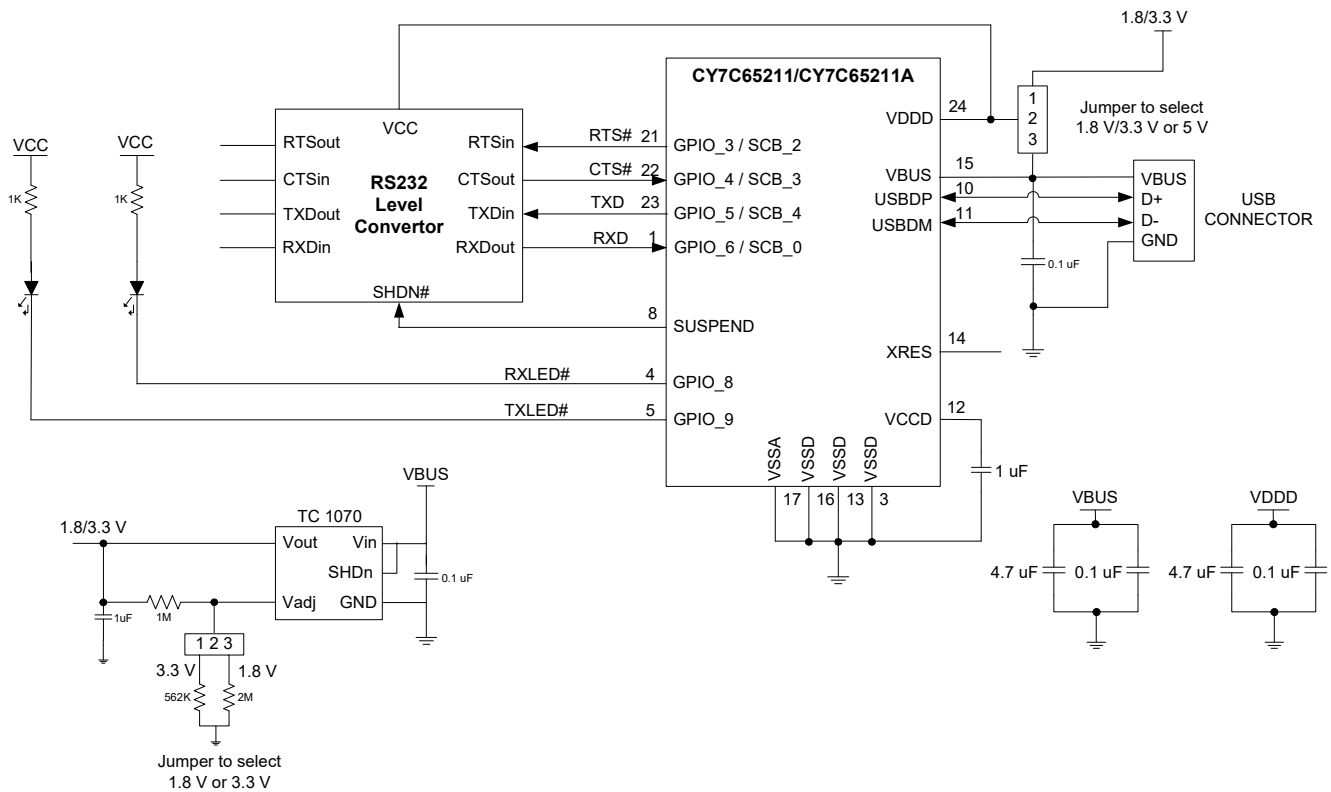 1.8/3.3 V
CY7C65211/CY7C65211A
VCC
VCC
1K
1K
RTSout
CTSin
TXDout
RXDin
VCC
RS232
Level
Convertor
SHDN#
RTSin
CTSout
TXDin
RXDout
RTS# 21
CTS# 22
TXD 23
RXD 1
8
RXLED# 4
TXLED# 5
GPIO_3 / SCB_2
GPIO_4 / SCB_3
GPIO_5 / SCB_4
GPIO_6 / SCB_0
SUSPEND
GPIO_8
GPIO_9
VDDD 24
VBUS 15
USBDP 10
USBDM 11
XRES 14
VCCD 12
VSSA
VSSD
VSSD
VSSD
17 16 13 3
1 uF
1
2
3
Jumper to select
1.8 V/3.3 V or 5 V
VBUS
D+
D-
GND
USB
CONNECTOR
0.1 uF
1.8/3.3 V
TC 1070
Vout Vin
SHDn
Vadj GND
VBUS
0.1 uF
1uF
1M
1 2 3
3.3 V 1.8 V
562K 2M
Jumper to select
1.8 V or 3.3 V
VBUS
4.7 uF 0.1 uF
VDDD
4.7 uF 0.1 uF